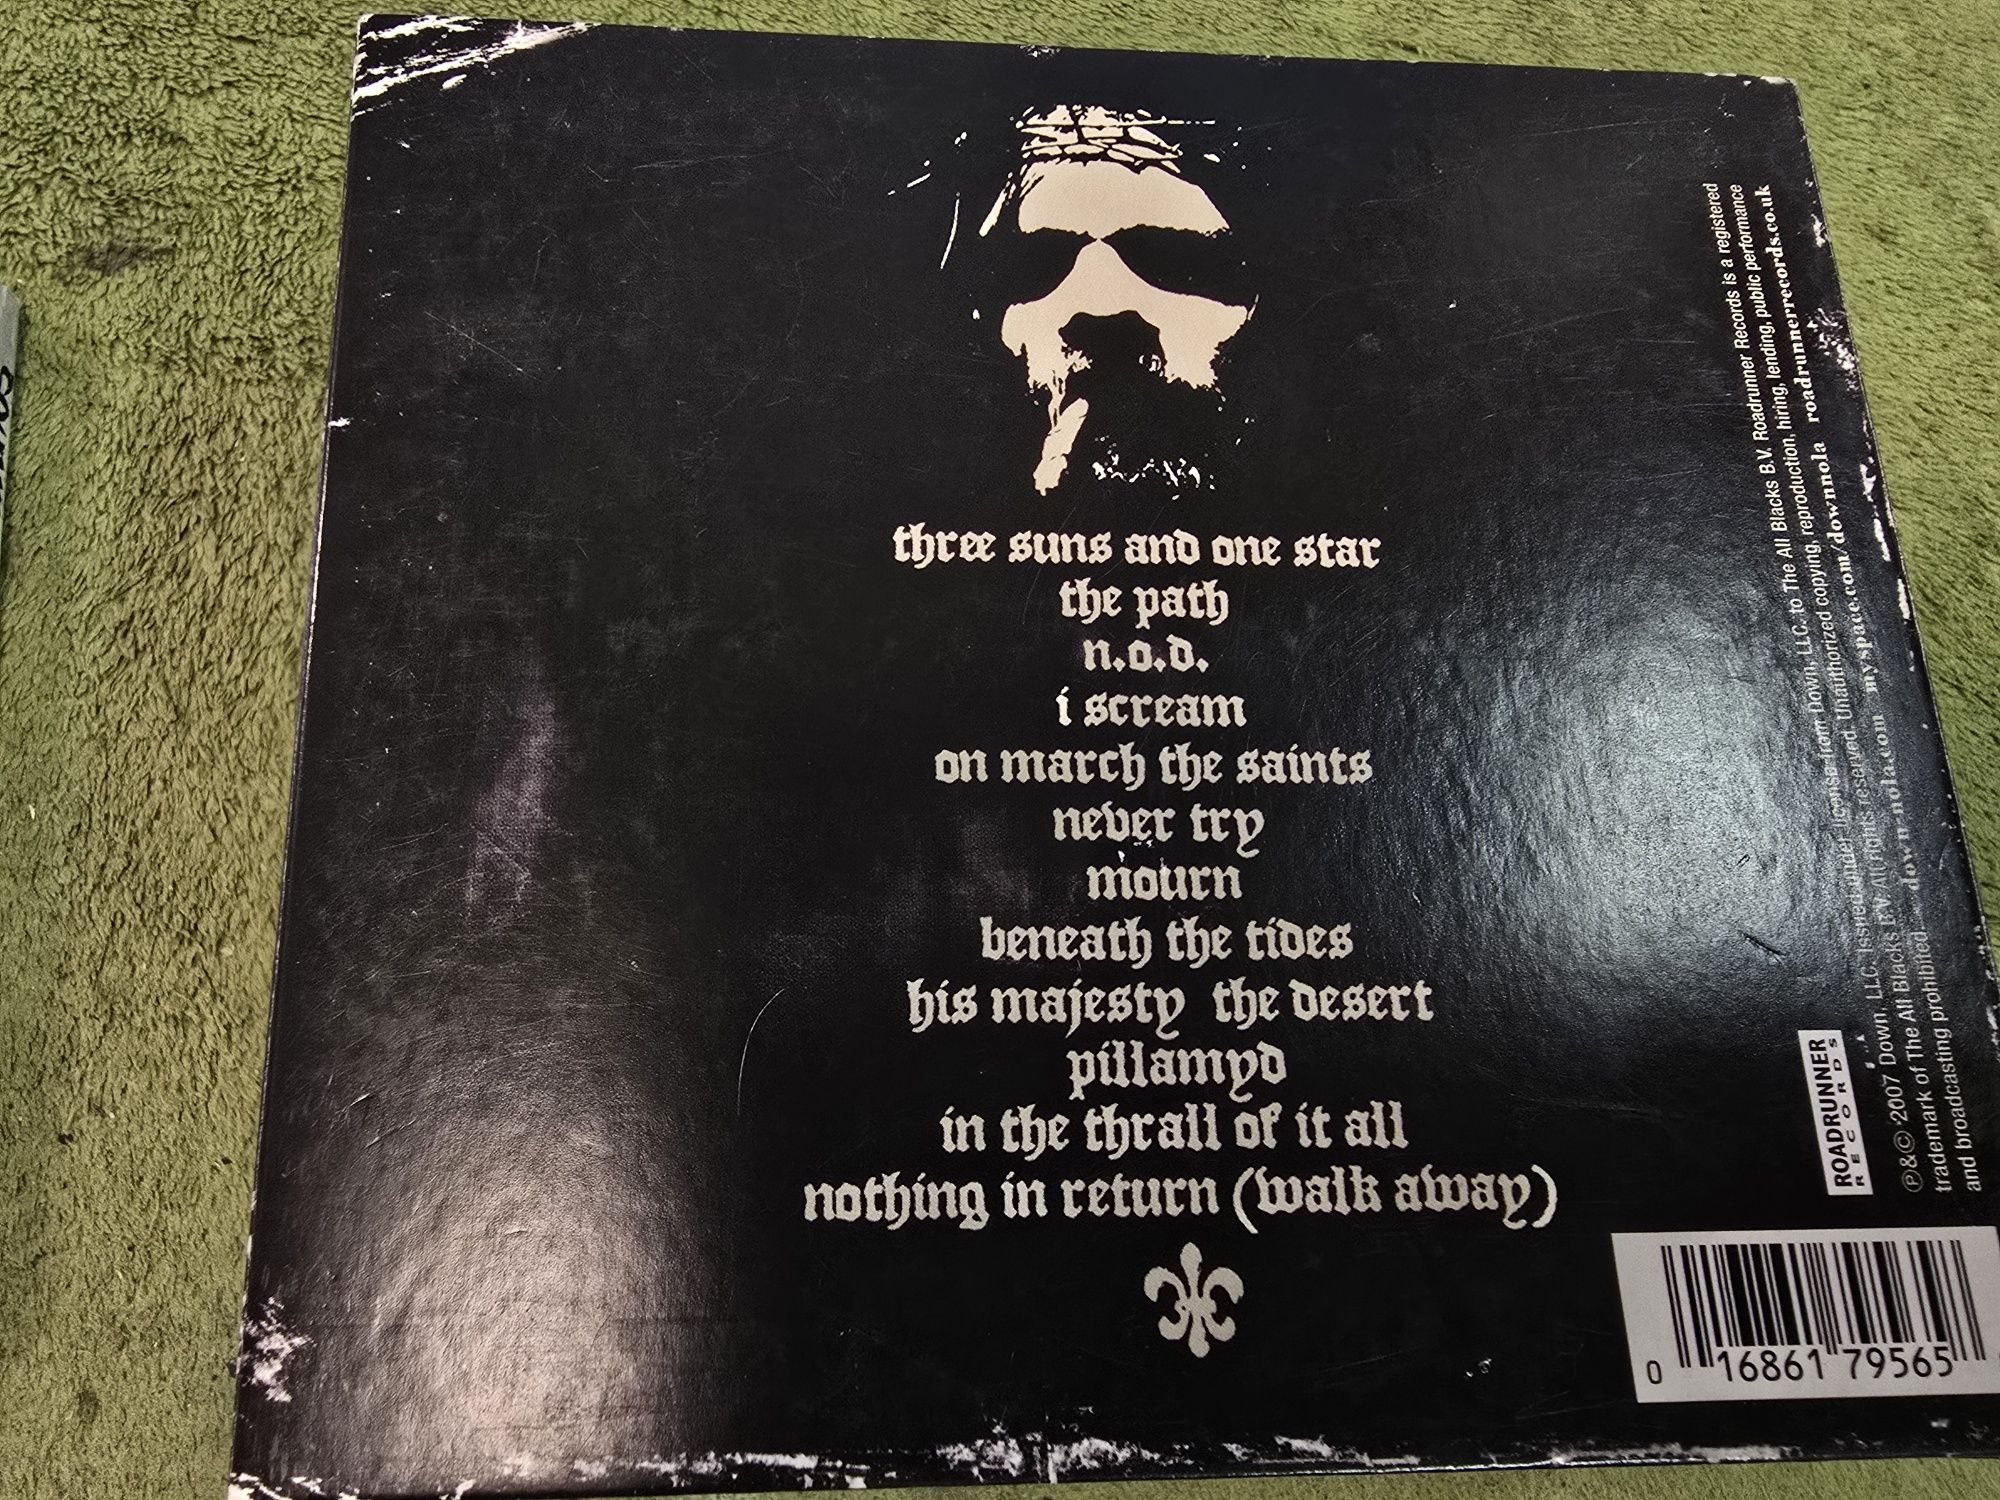 three suns and one star
the path
n.o.d.
i scream
on march the saints
never try
mourn
beneath the tides
his majesty the desert
pillamyd
in the thrall of it all
nothing in return (walk away)
ROADRUNNER
RECORDS
℗&© 2007 Down, LLC. Issued under license from Down, LLC. to The All Blacks B.V. Roadrunner Records is a registered
trademark of The All Blacks B.V. All rights reserved. Unauthorized copying, reproduction, hiring, lending, public performance
and broadcasting prohibited. down-nola.com myspace.com/downnola roadrunnerrecords.co.uk
0 16861 79565